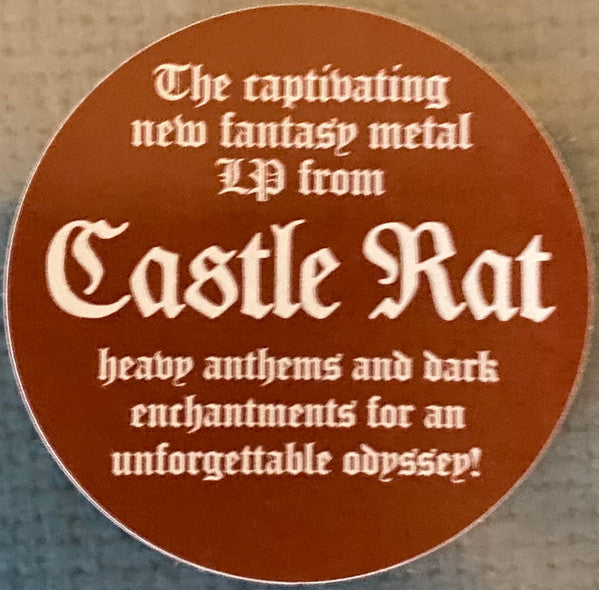 The captivating
new fantasy metal
LP from
Castle Rat
heavy anthems and dark
enchantments for an
unforgettable odyssey!